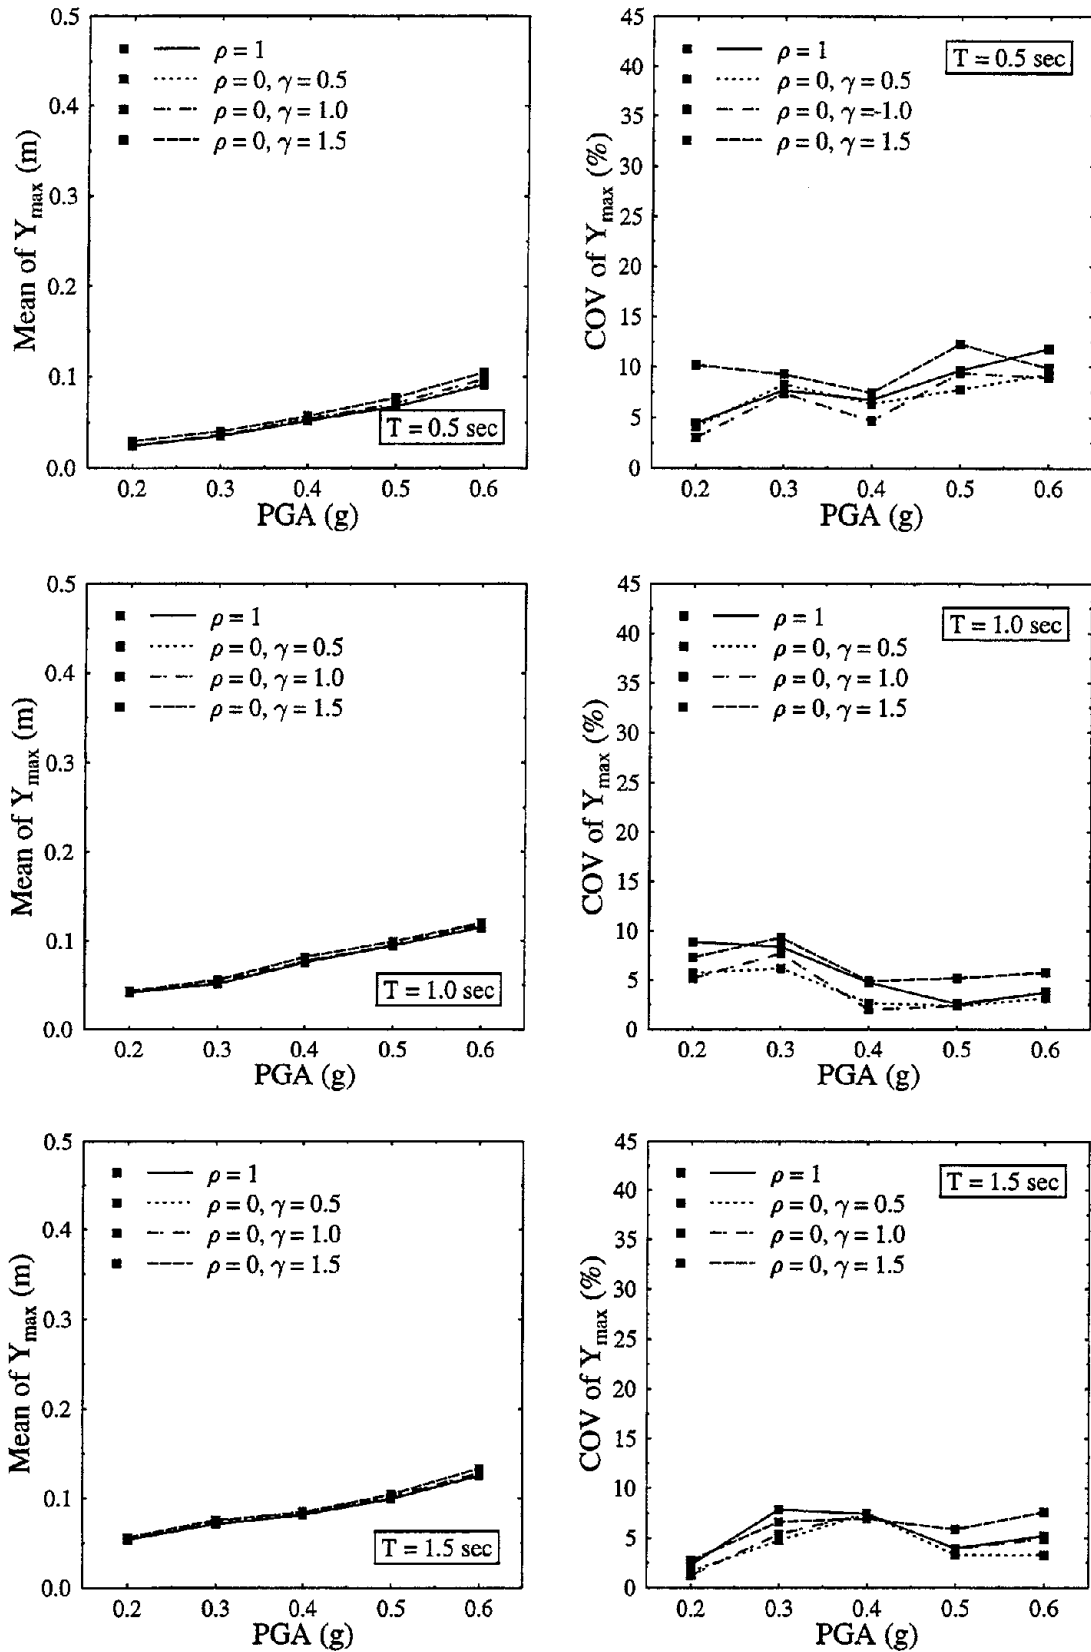 Mean of Y_max (m)
0.5
0.4
0.3
0.2
0.1
0.0
ρ = 1
ρ = 0, γ = 0.5
ρ = 0, γ = 1.0
ρ = 0, γ = 1.5
T = 0.5 sec
0.2 0.3 0.4 0.5 0.6
PGA (g)
COV of Y_max (%)
45
40
35
30
25
20
15
10
5
0
ρ = 1
ρ = 0, γ = 0.5
ρ = 0, γ =-1.0
ρ = 0, γ = 1.5
T = 0.5 sec
0.2 0.3 0.4 0.5 0.6
PGA (g)
Mean of Y_max (m)
0.5
0.4
0.3
0.2
0.1
0.0
ρ = 1
ρ = 0, γ = 0.5
ρ = 0, γ = 1.0
ρ = 0, γ = 1.5
T = 1.0 sec
0.2 0.3 0.4 0.5 0.6
PGA (g)
COV of Y_max (%)
45
40
35
30
25
20
15
10
5
0
ρ = 1
ρ = 0, γ = 0.5
ρ = 0, γ = 1.0
ρ = 0, γ = 1.5
T = 1.0 sec
0.2 0.3 0.4 0.5 0.6
PGA (g)
Mean of Y_max (m)
0.5
0.4
0.3
0.2
0.1
0.0
ρ = 1
ρ = 0, γ = 0.5
ρ = 0, γ = 1.0
ρ = 0, γ = 1.5
T = 1.5 sec
0.2 0.3 0.4 0.5 0.6
PGA (g)
COV of Y_max (%)
45
40
35
30
25
20
15
10
5
0
ρ = 1
ρ = 0, γ = 0.5
ρ = 0, γ = 1.0
ρ = 0, γ = 1.5
T = 1.5 sec
0.2 0.3 0.4 0.5 0.6
PGA (g)